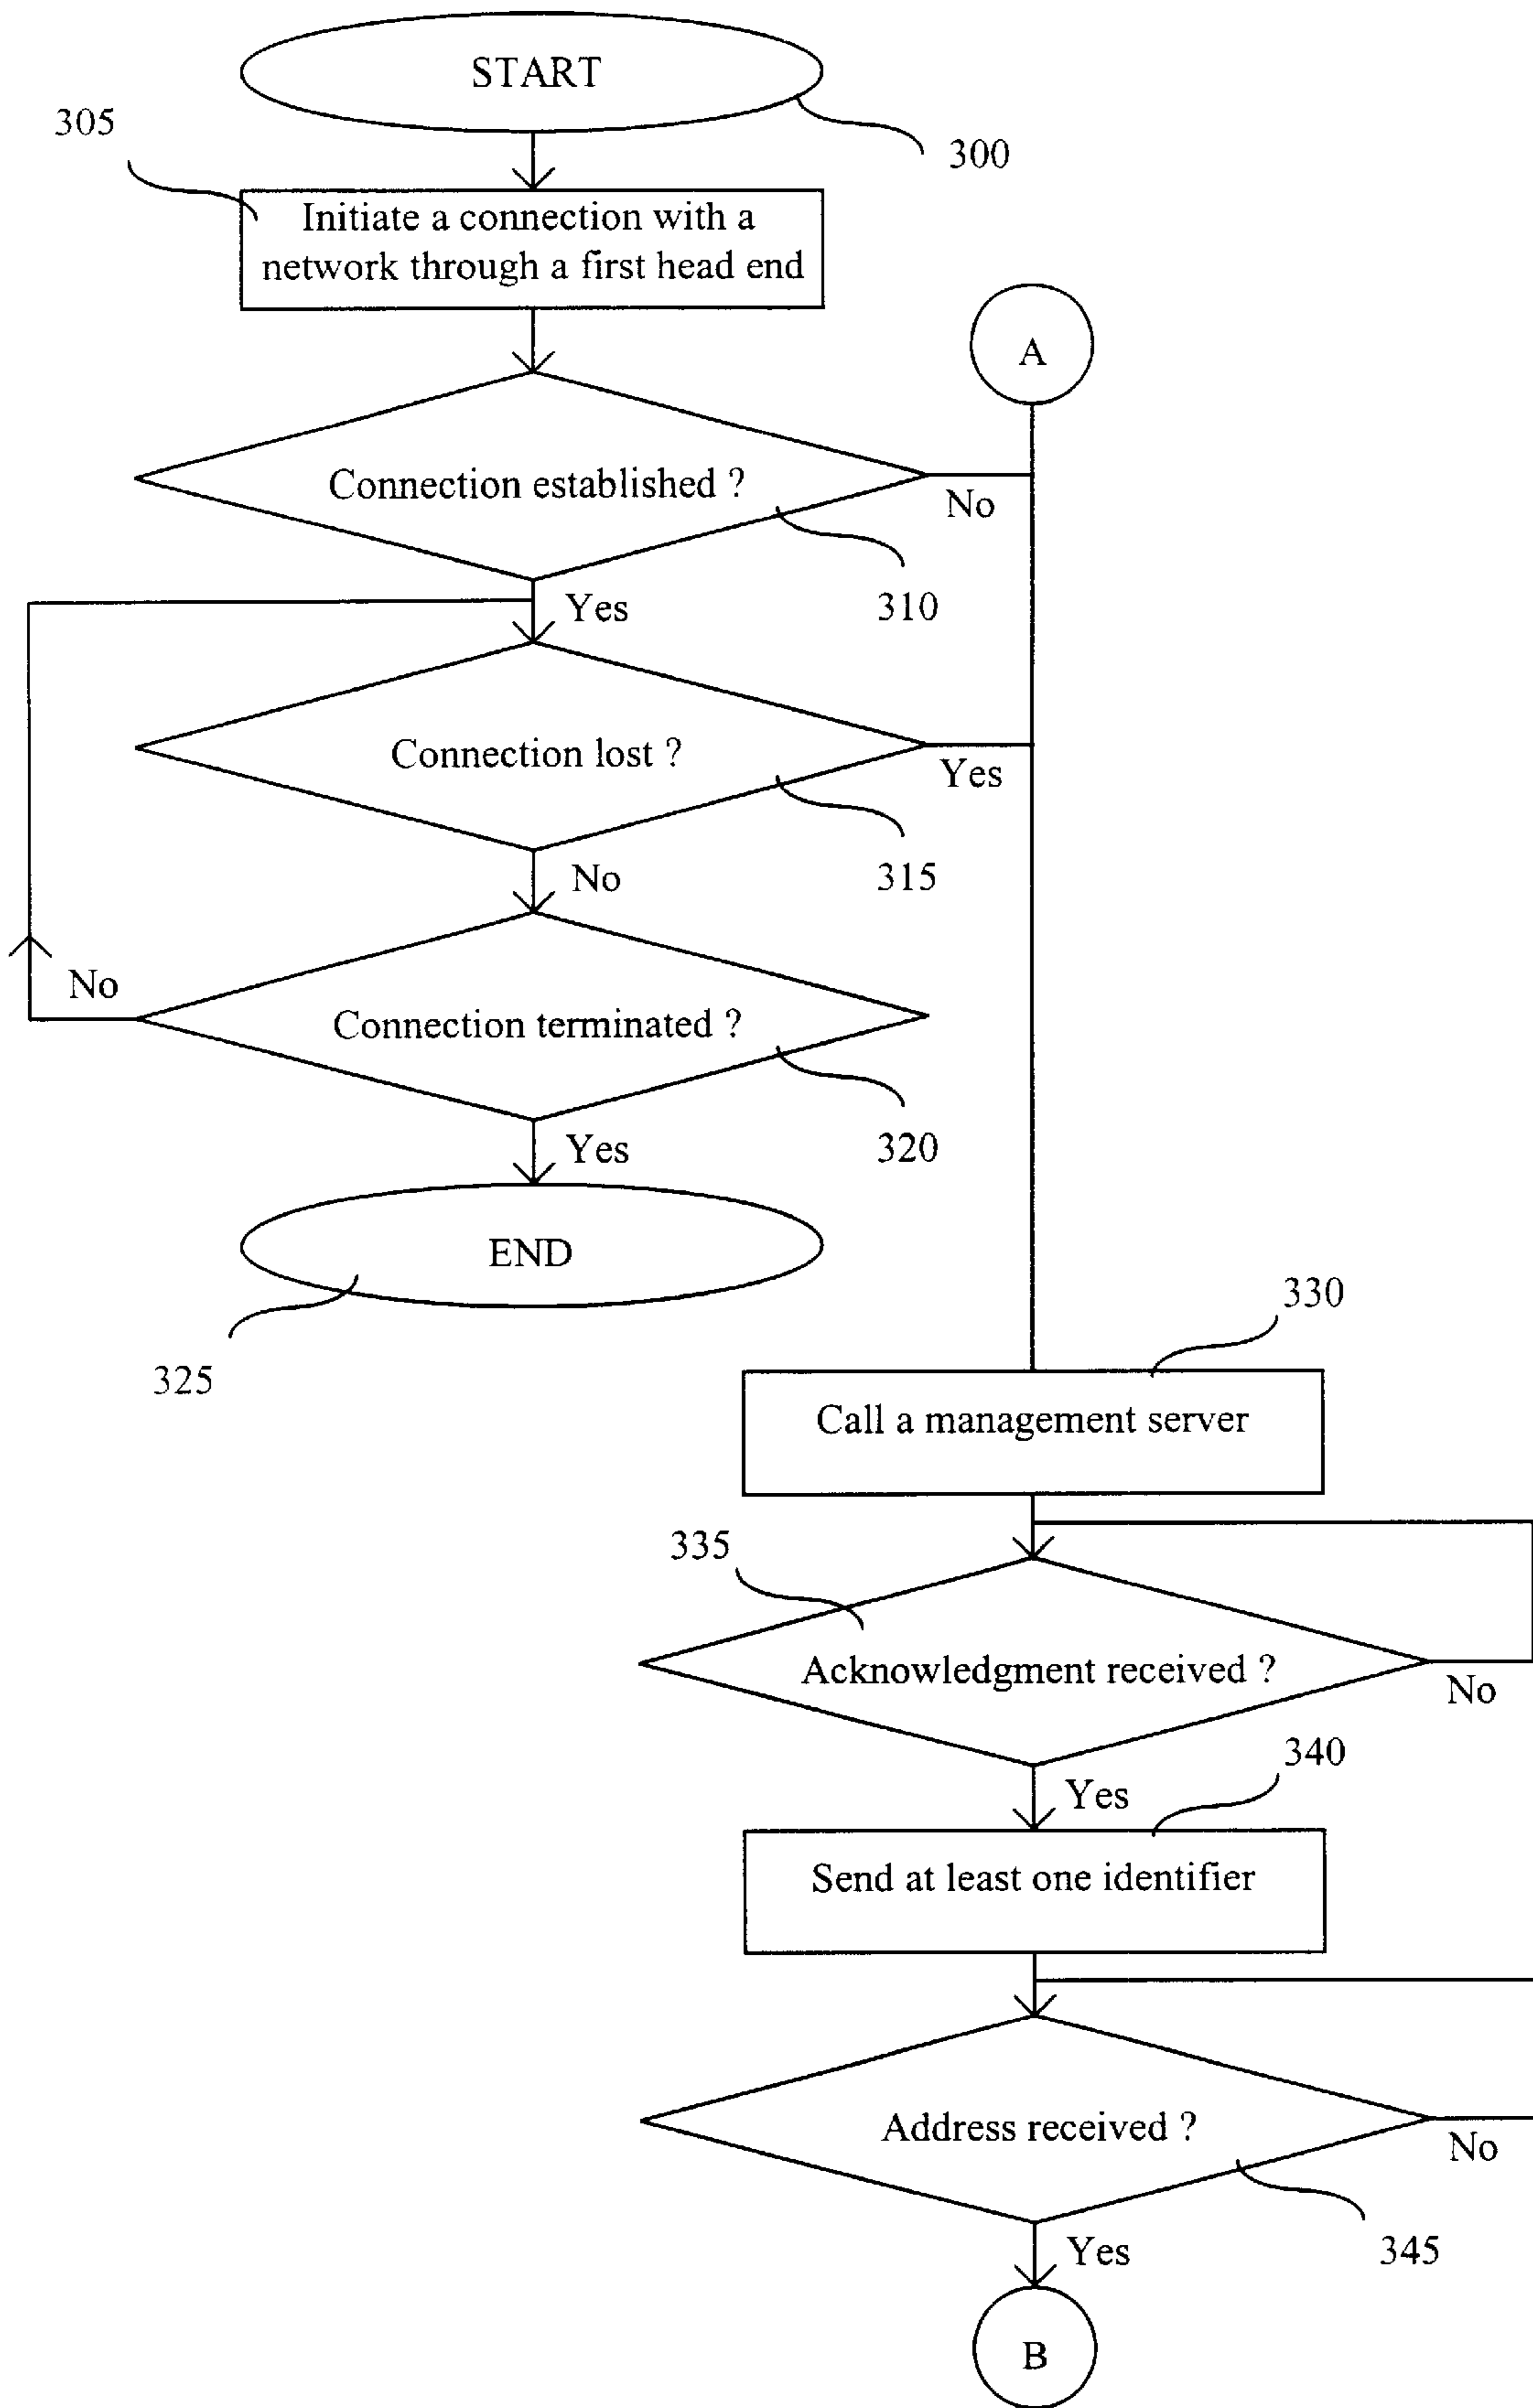 START
300
305
Initiate a connection with a
network through a first head end
A
Connection established ?
No
310
Yes
Connection lost ?
Yes
315
No
Connection terminated ?
No
320
Yes
END
325
330
Call a management server
335
Acknowledgment received ?
No
Yes
340
Send at least one identifier
Address received ?
No
345
Yes
B